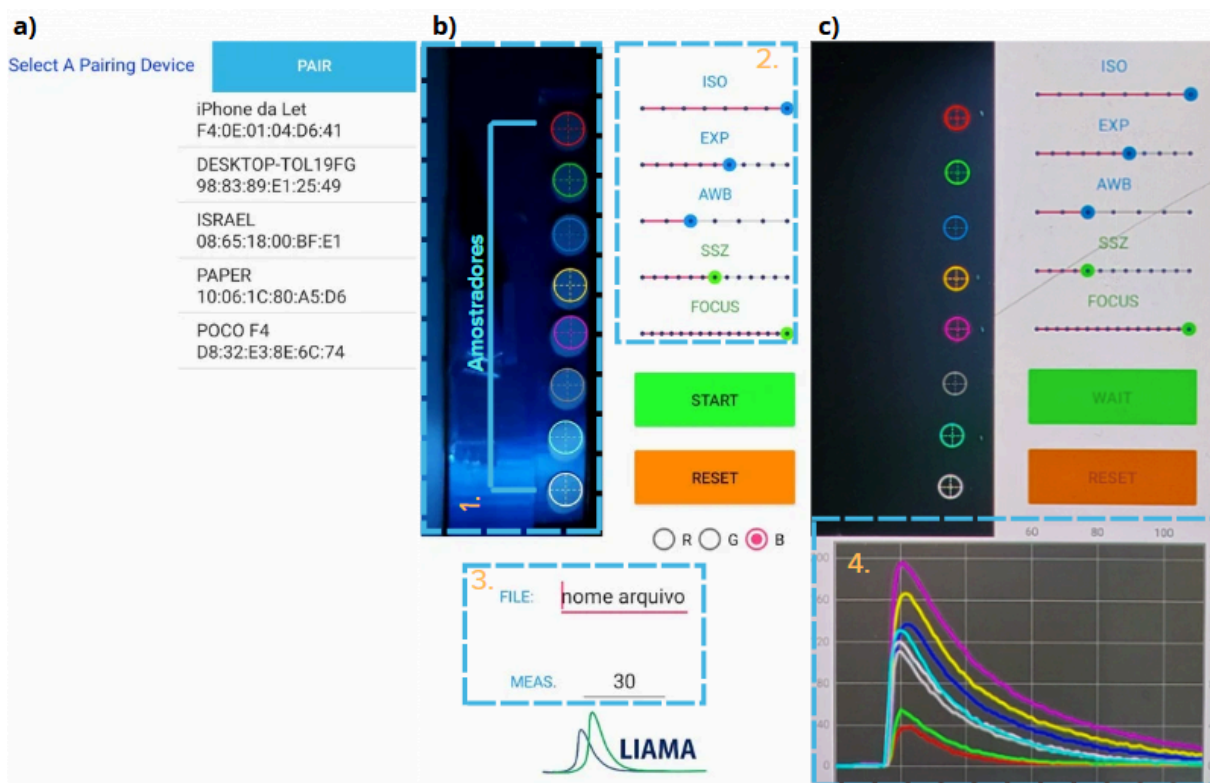 a)
Select A Pairing Device
PAIR
iPhone da Let
F4:0E:01:04:D6:41
DESKTOP-TOL19FG
98:83:89:E1:25:49
ISRAEL
08:65:18:00:BF:E1
PAPER
10:06:1C:80:A5:D6
POCO F4
D8:32:E3:8E:6C:74
b)
Amostradores
1.
2.
ISO
EXP
AWB
SSZ
FOCUS
START
RESET
R G B
3.
FILE: nome arquivo
MEAS. 30
LIAMA
c)
ISO
EXP
AWB
SSZ
FOCUS
WAIT
RESET
60 100
4.
0